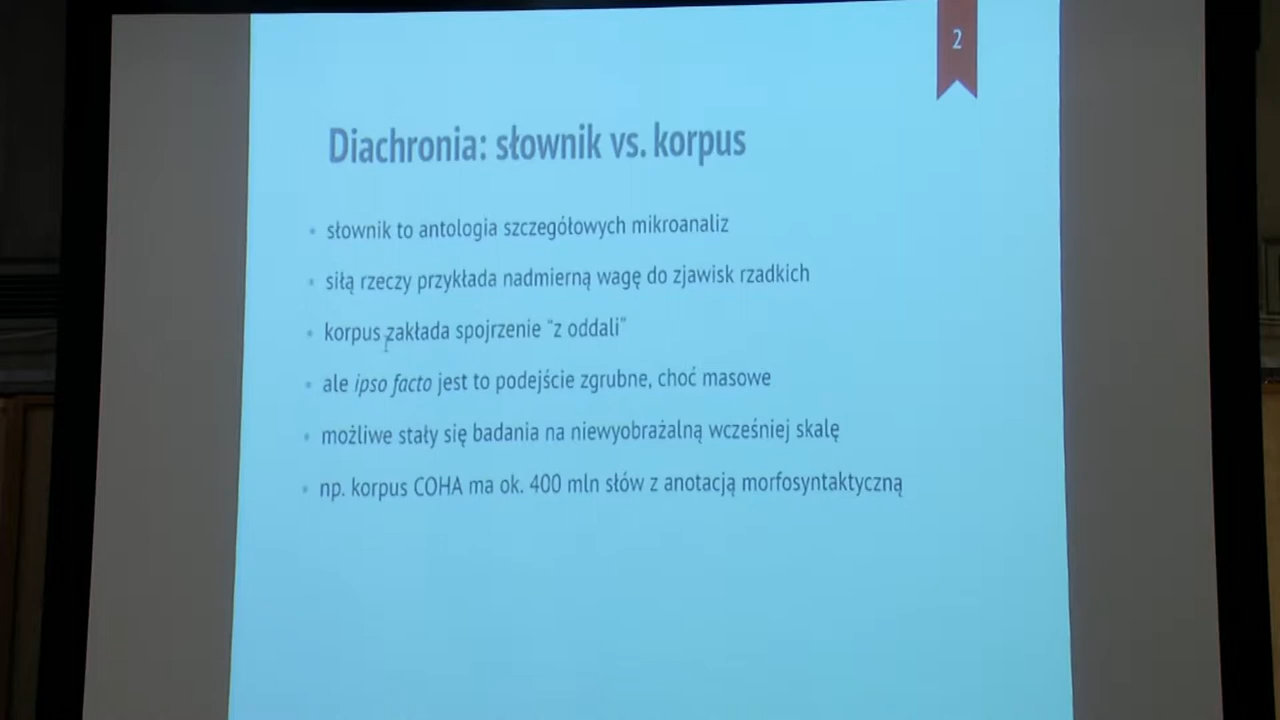 2
Diachronia: słownik vs. korpus
• słownik to antologia szczegółowych mikroanaliz
• siłą rzeczy przykłada nadmierną wagę do zjawisk rzadkich
• korpus zakłada spojrzenie "z oddali"
• ale ipso facto jest to podejście zgrubne, choć masowe
• możliwe stały się badania na niewyobrażalną wcześniej skalę
• np. korpus COHA ma ok. 400 mln słów z anotacją morfosyntaktyczną